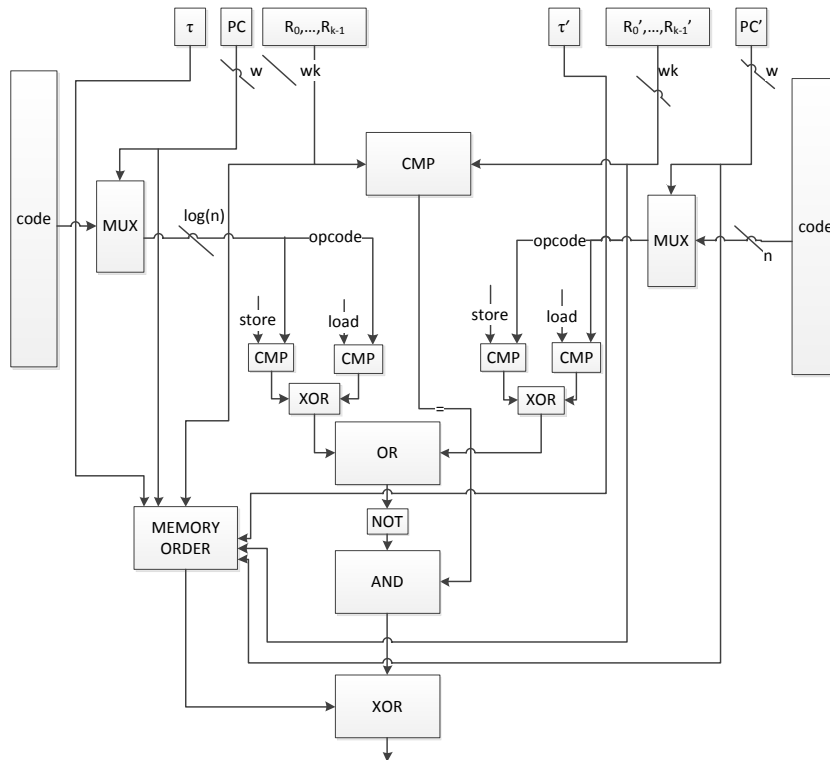 τ
PC
R0,...,Rk-1
τ′
R0’,...,Rk-1’
PC’
w
wk
wk
w
CMP
code
MUX
log(n)
opcode
opcode
MUX
code
n
store
load
store
load
CMP
CMP
CMP
CMP
XOR
XOR
=
OR
NOT
MEMORY
ORDER
AND
XOR